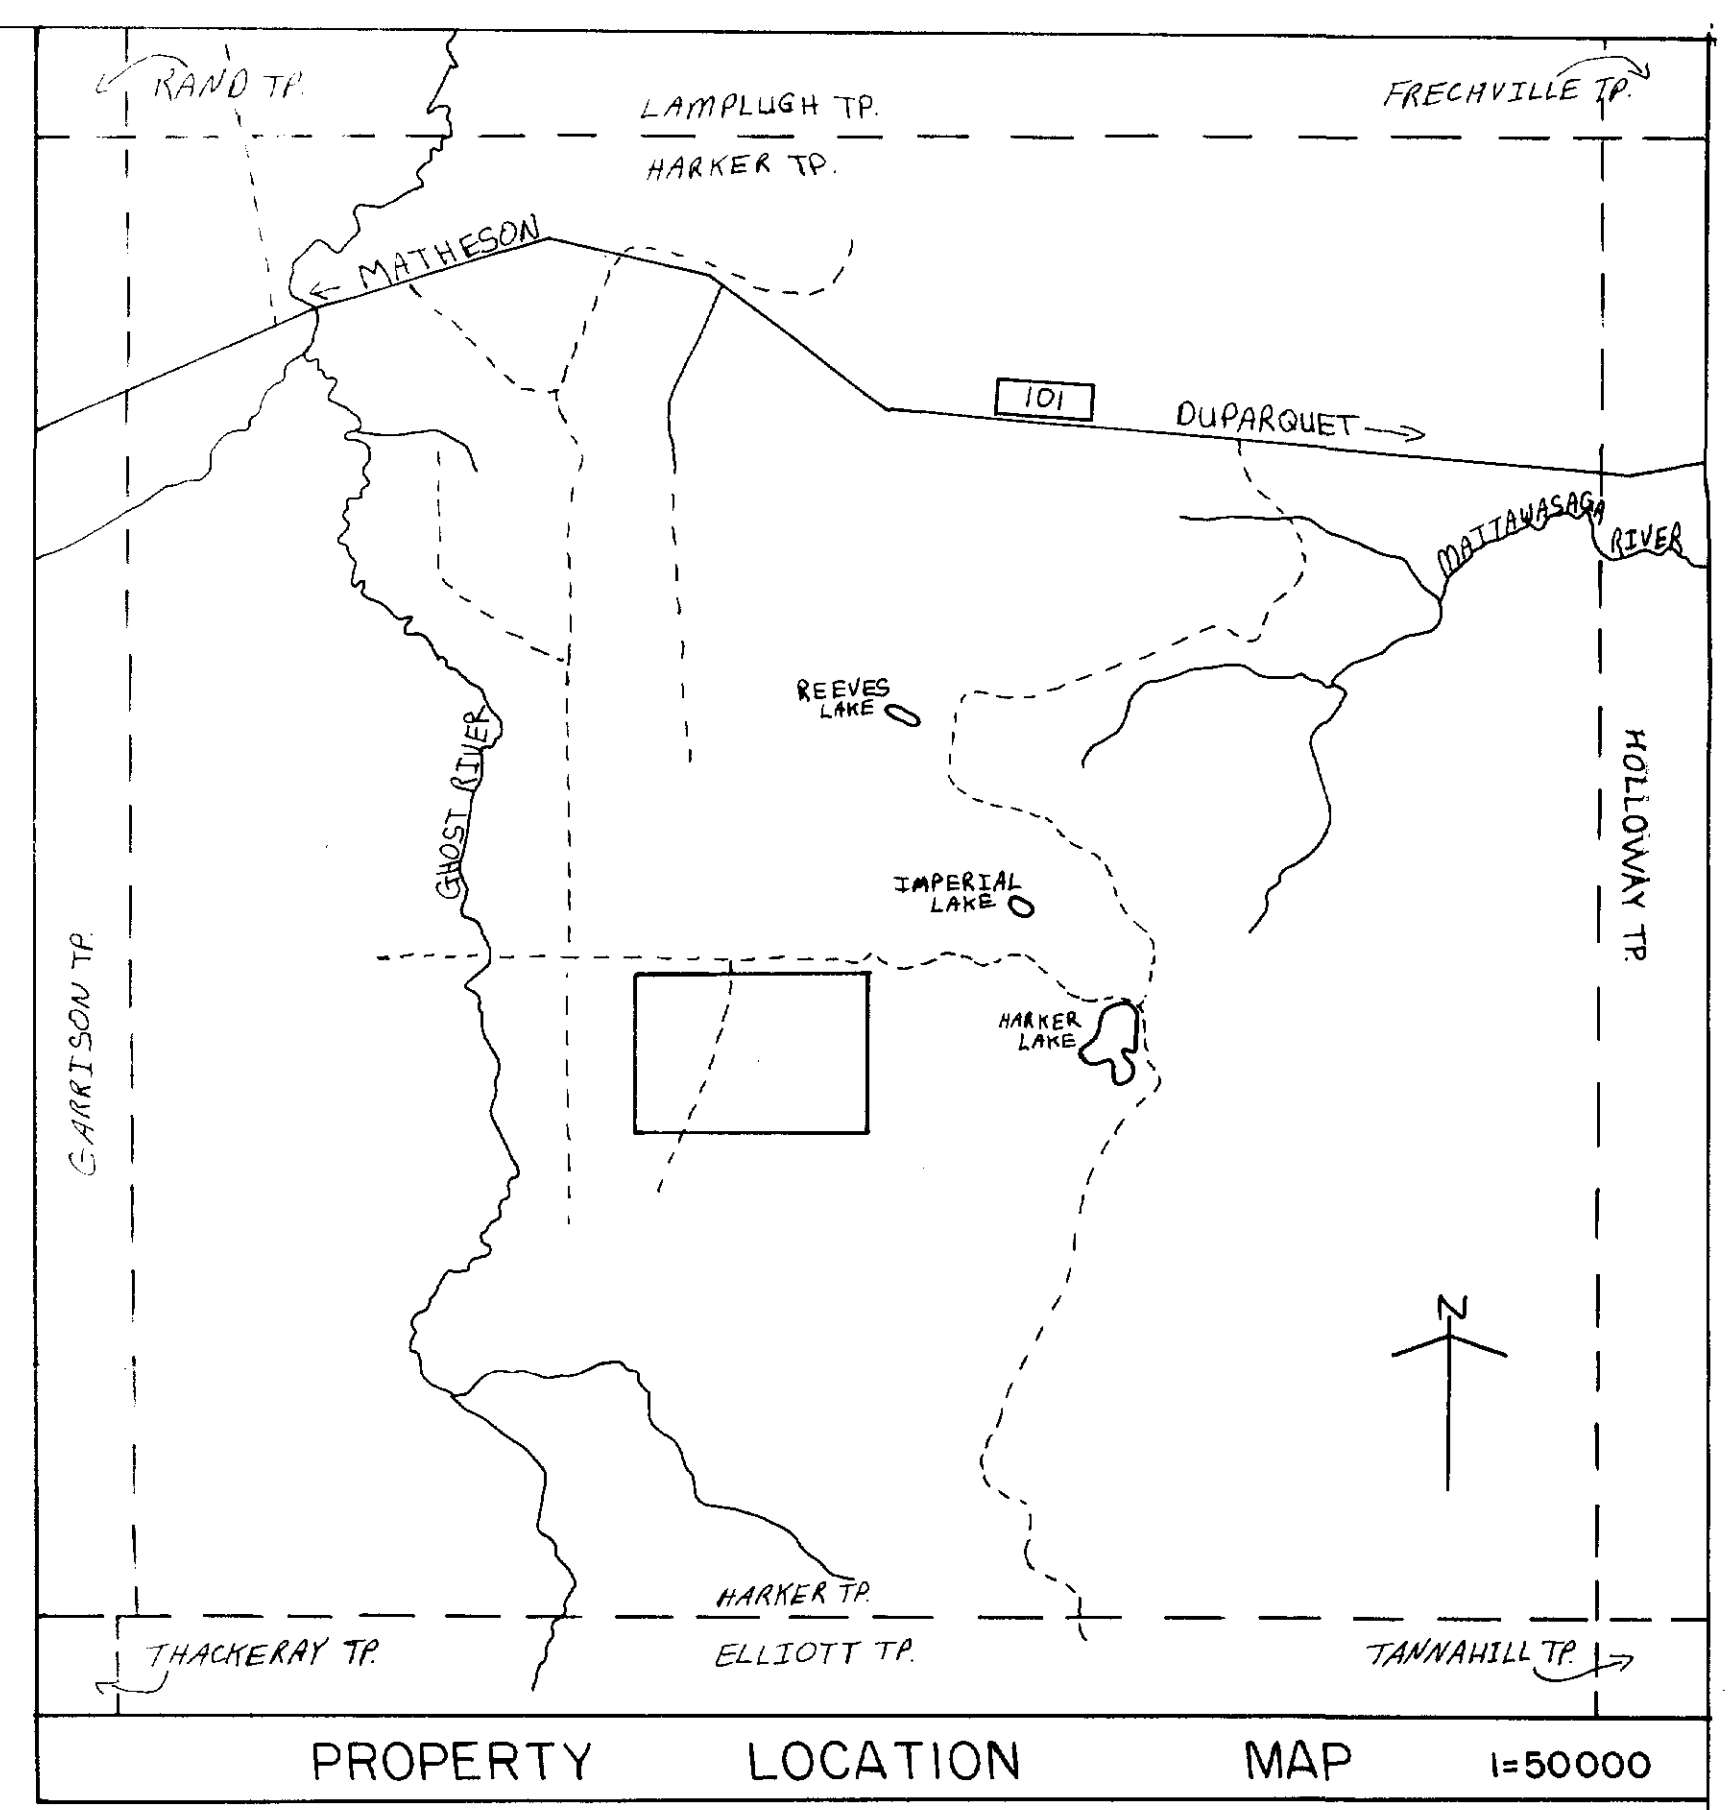 RAND TP.
LAMPLUGH TP.
FRECHVILLE TP.
HARKER TP.
MATHESON
101
DUPARQUET
MATTAWASAGA
RIVER
REEVES
LAKE
GHOST RIVER
HOLLOWAY TP.
IMPERIAL
LAKE
GARRISON TP.
HARKER
LAKE
N
HARKER TP.
THACKERAY TP.
ELLIOTT TP.
TANNAHILL TP.
PROPERTY LOCATION MAP 1=50000